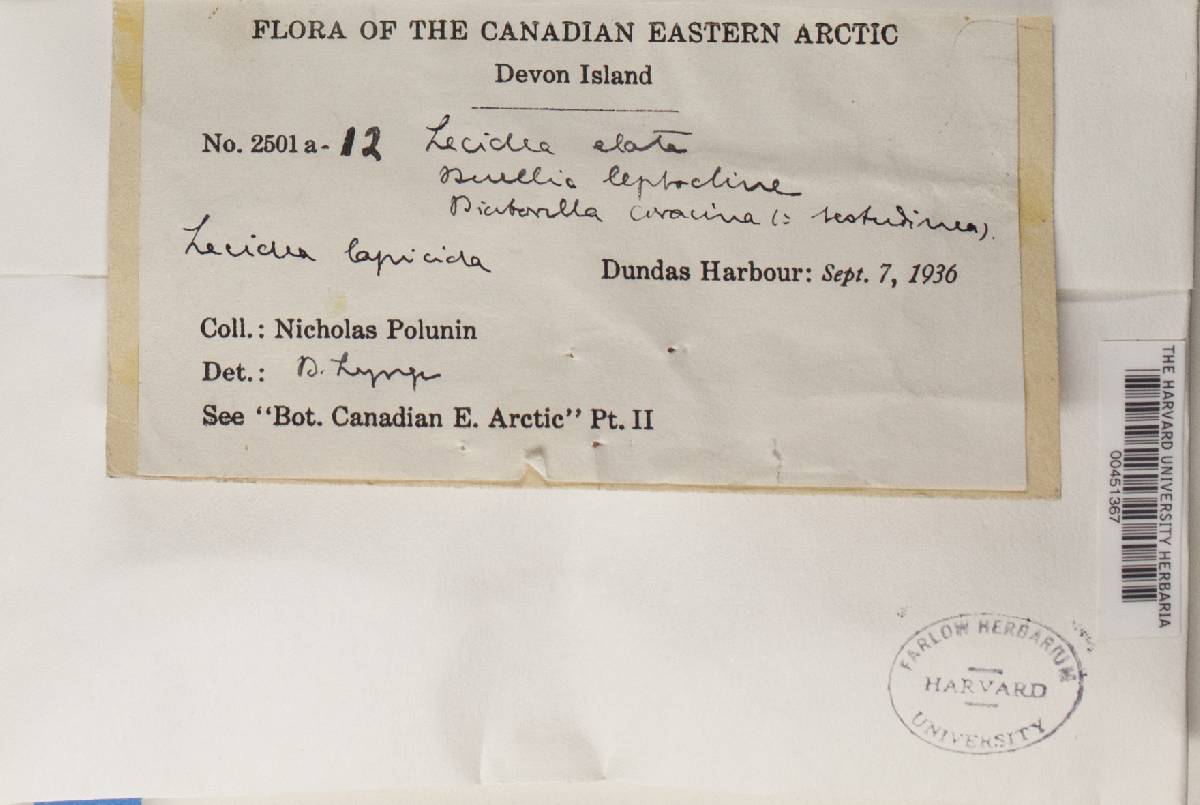 FLORA OF THE CANADIAN EASTERN ARCTIC
Devon Island
No. 2501 a- 12 Lecidea elata
Buellia leptocline
Biatorella coracina (= testudinea).
Lecidea lapicida
Dundas Harbour: Sept. 7, 1936
Coll.: Nicholas Polunin
Det.: B. Lynge
See "Bot. Canadian E. Arctic" Pt. II
THE HARVARD UNIVERSITY HERBARIA
00451367
FARLOW HERBARIUM
HARVARD
UNIVERSITY